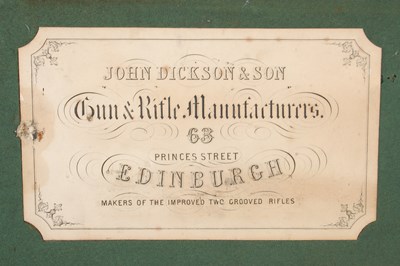 JOHN DICKSON & SON
Gun & Rifle Manufacturers.
63
PRINCES STREET
EDINBURGH
MAKERS OF THE IMPROVED TWO GROOVED RIFLES